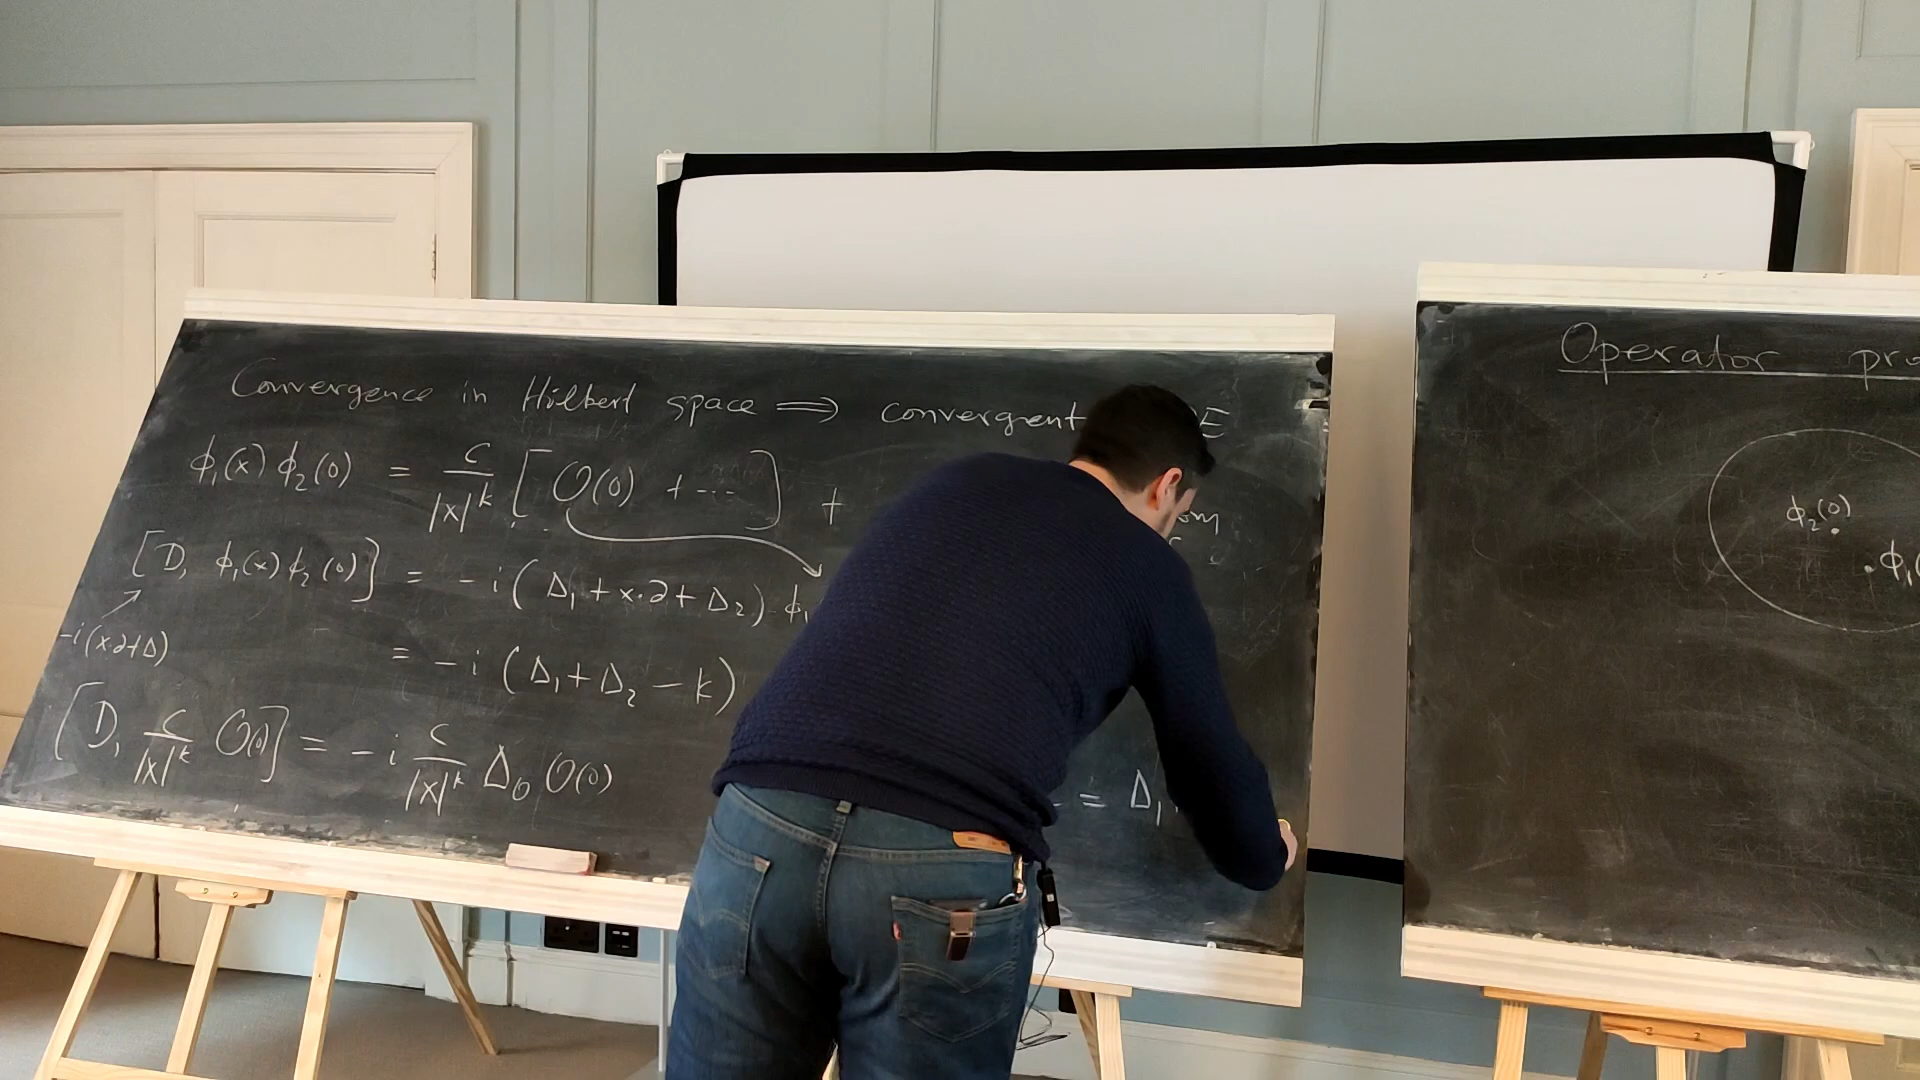 Convergence in Hilbert space ⟹ convergent E
ϕ₁(x) ϕ₂(0) = C/|x|^k [O(0) + ...] +
[D, ϕ₁(x) ϕ₂(0)] = -i(Δ₁ + x·∂ + Δ₂) ϕ₁
-i(x·∂+Δ)
= -i (Δ₁ + Δ₂ - k)
[D, C/|x|^k O(0)] = -i C/|x|^k Δ_O O(0)
= Δ₁
Operator
ϕ₂(0)
ϕ₁(